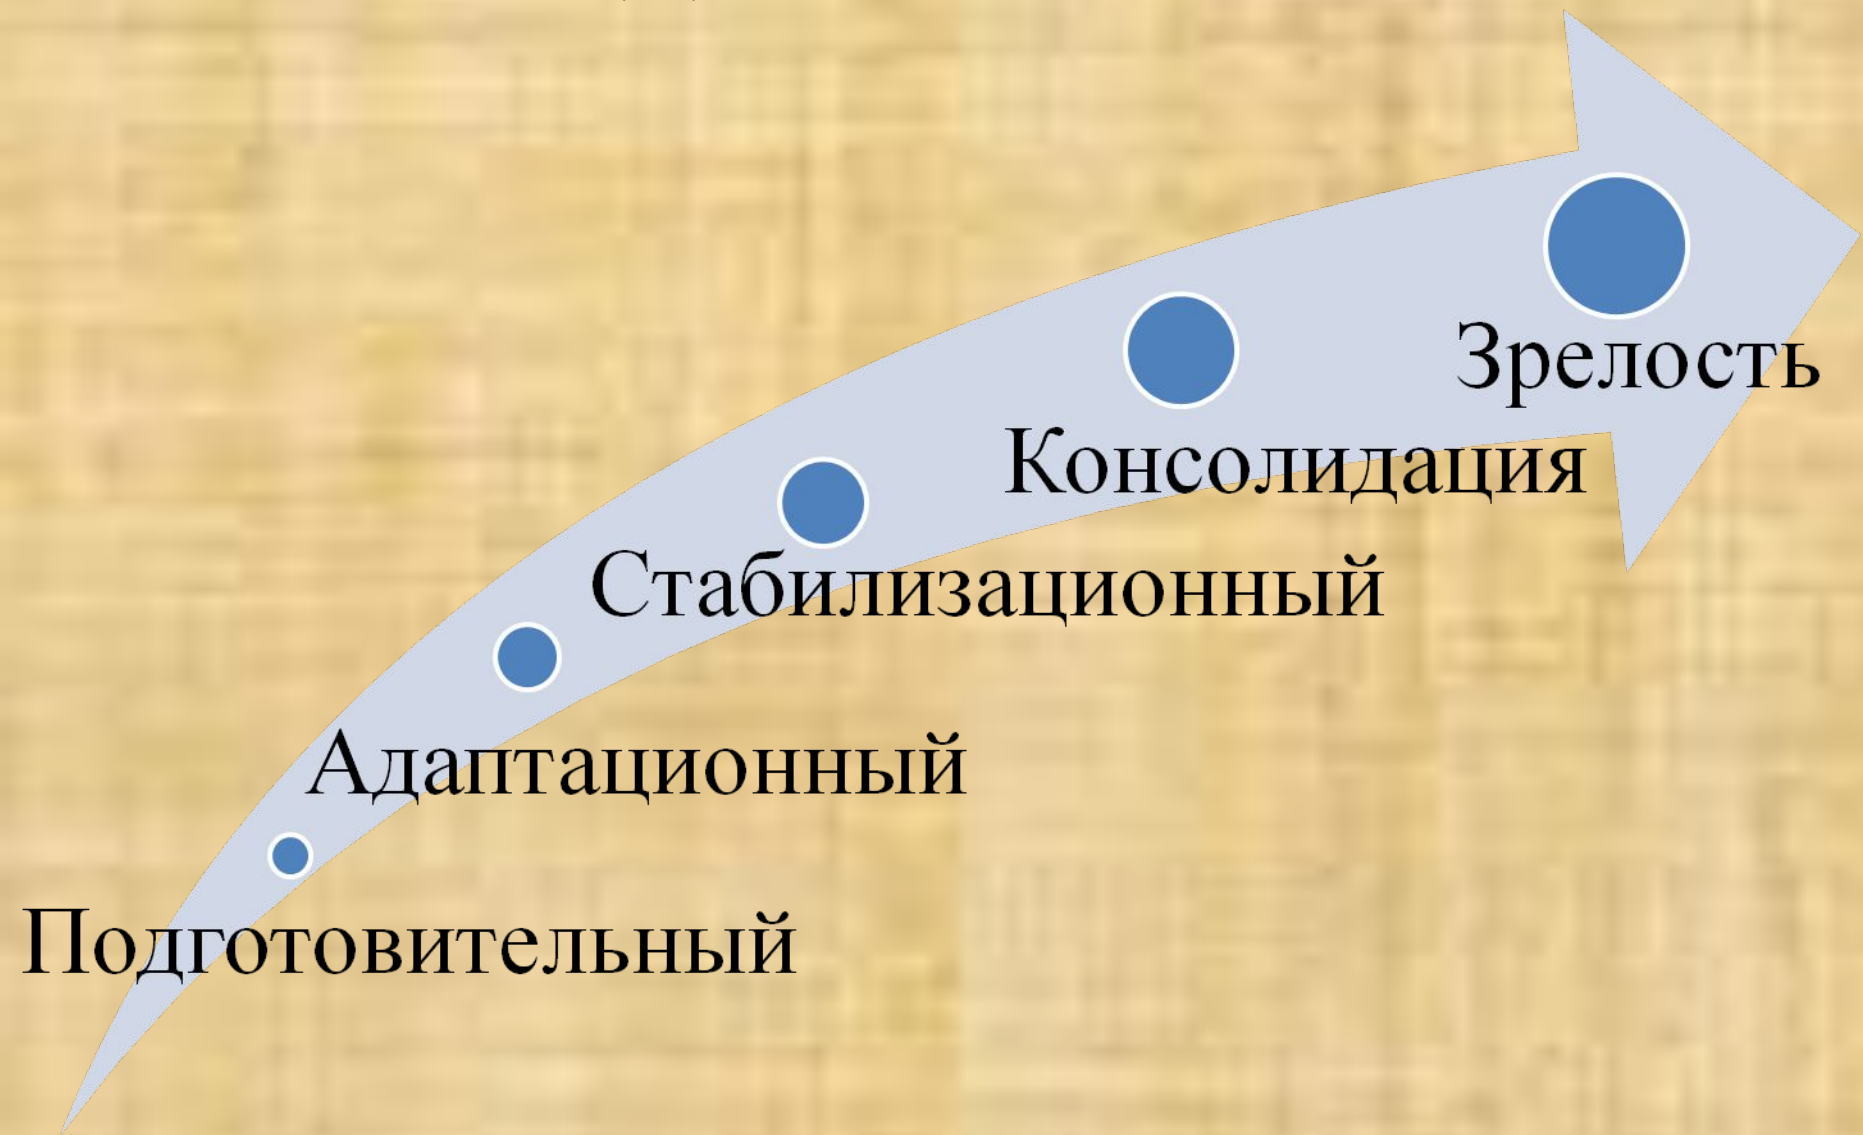 Зрелость
Консолидация
Стабилизационный
Адаптационный
Подготовительный